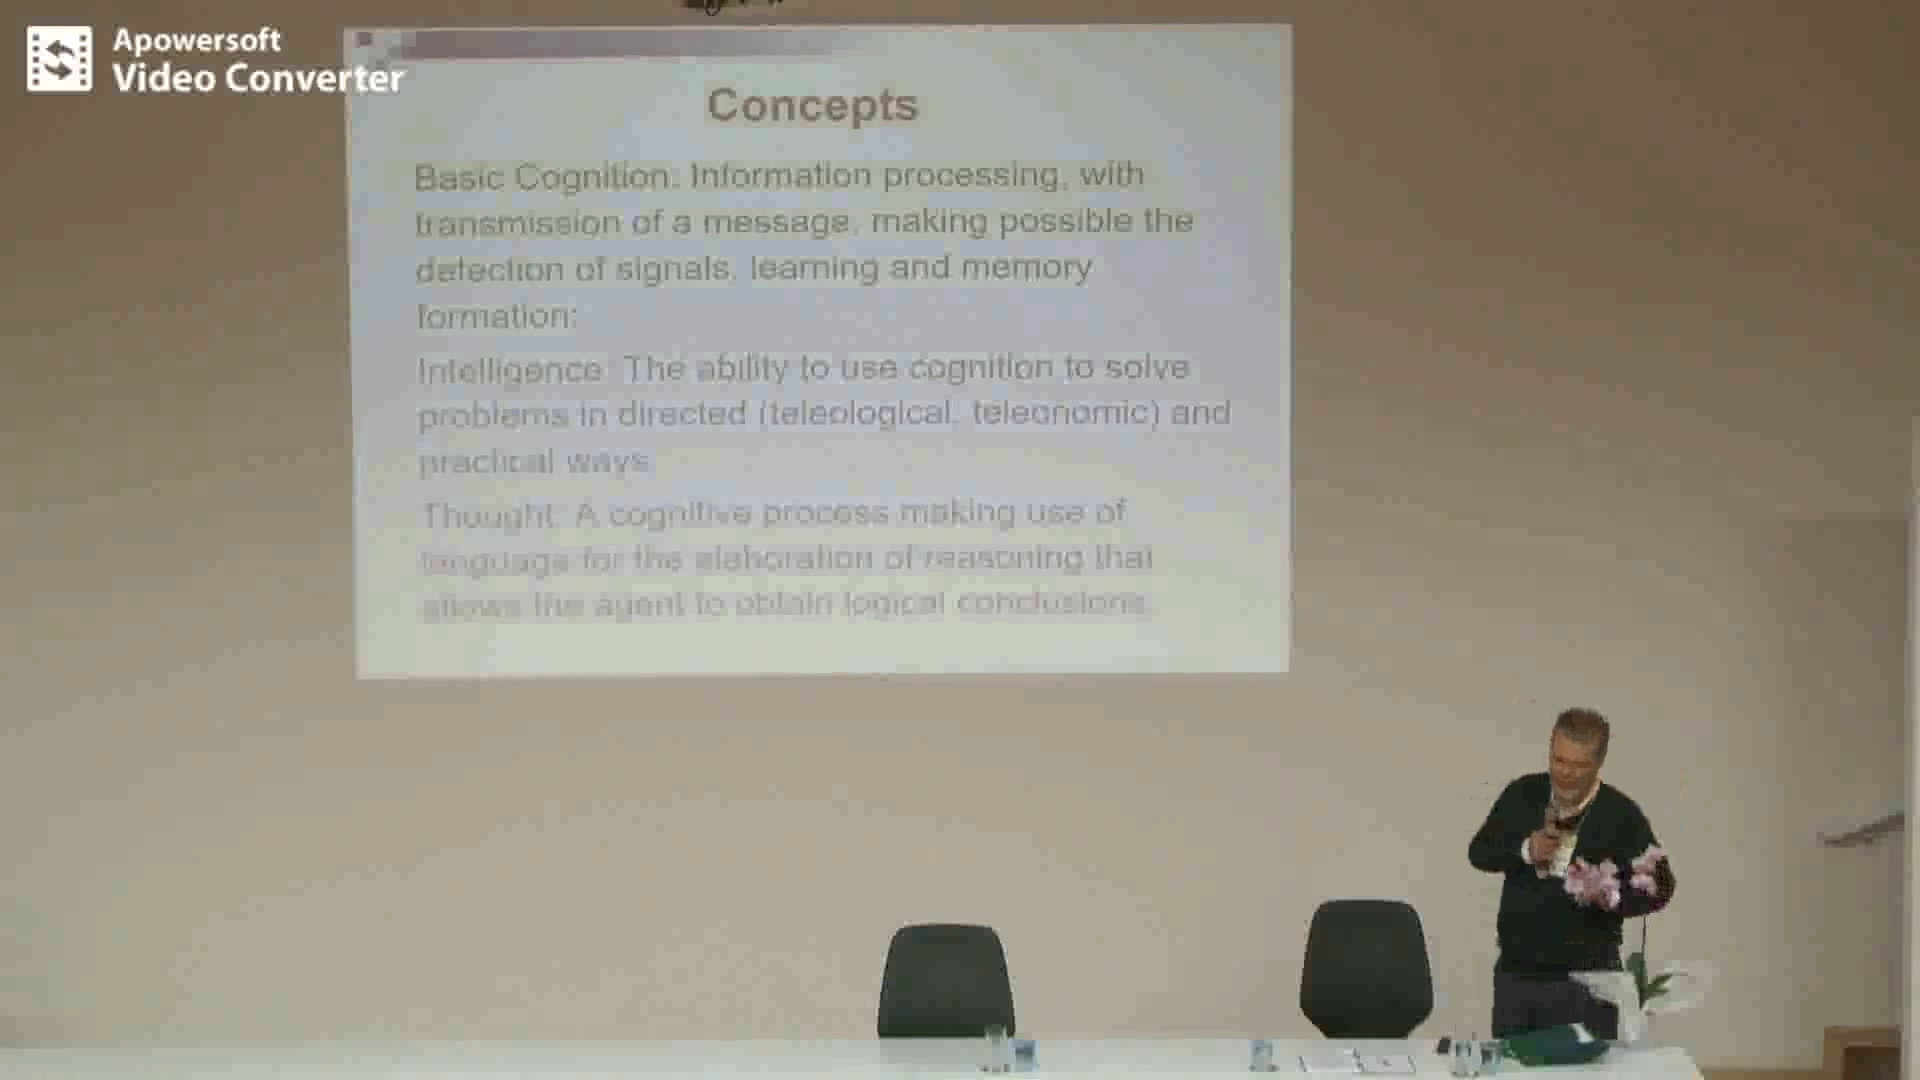 Apowersoft
Video Converter
Concepts
Basic Cognition: Information processing, with
transmission of a message, making possible the
detection of signals, learning and memory
formation;
Intelligence: The ability to use cognition to solve
problems in directed (teleological, teleonomic) and
practical ways.
Thought: A cognitive process making use of
language for the elaboration of reasoning that
allows the agent to obtain logical conclusions.